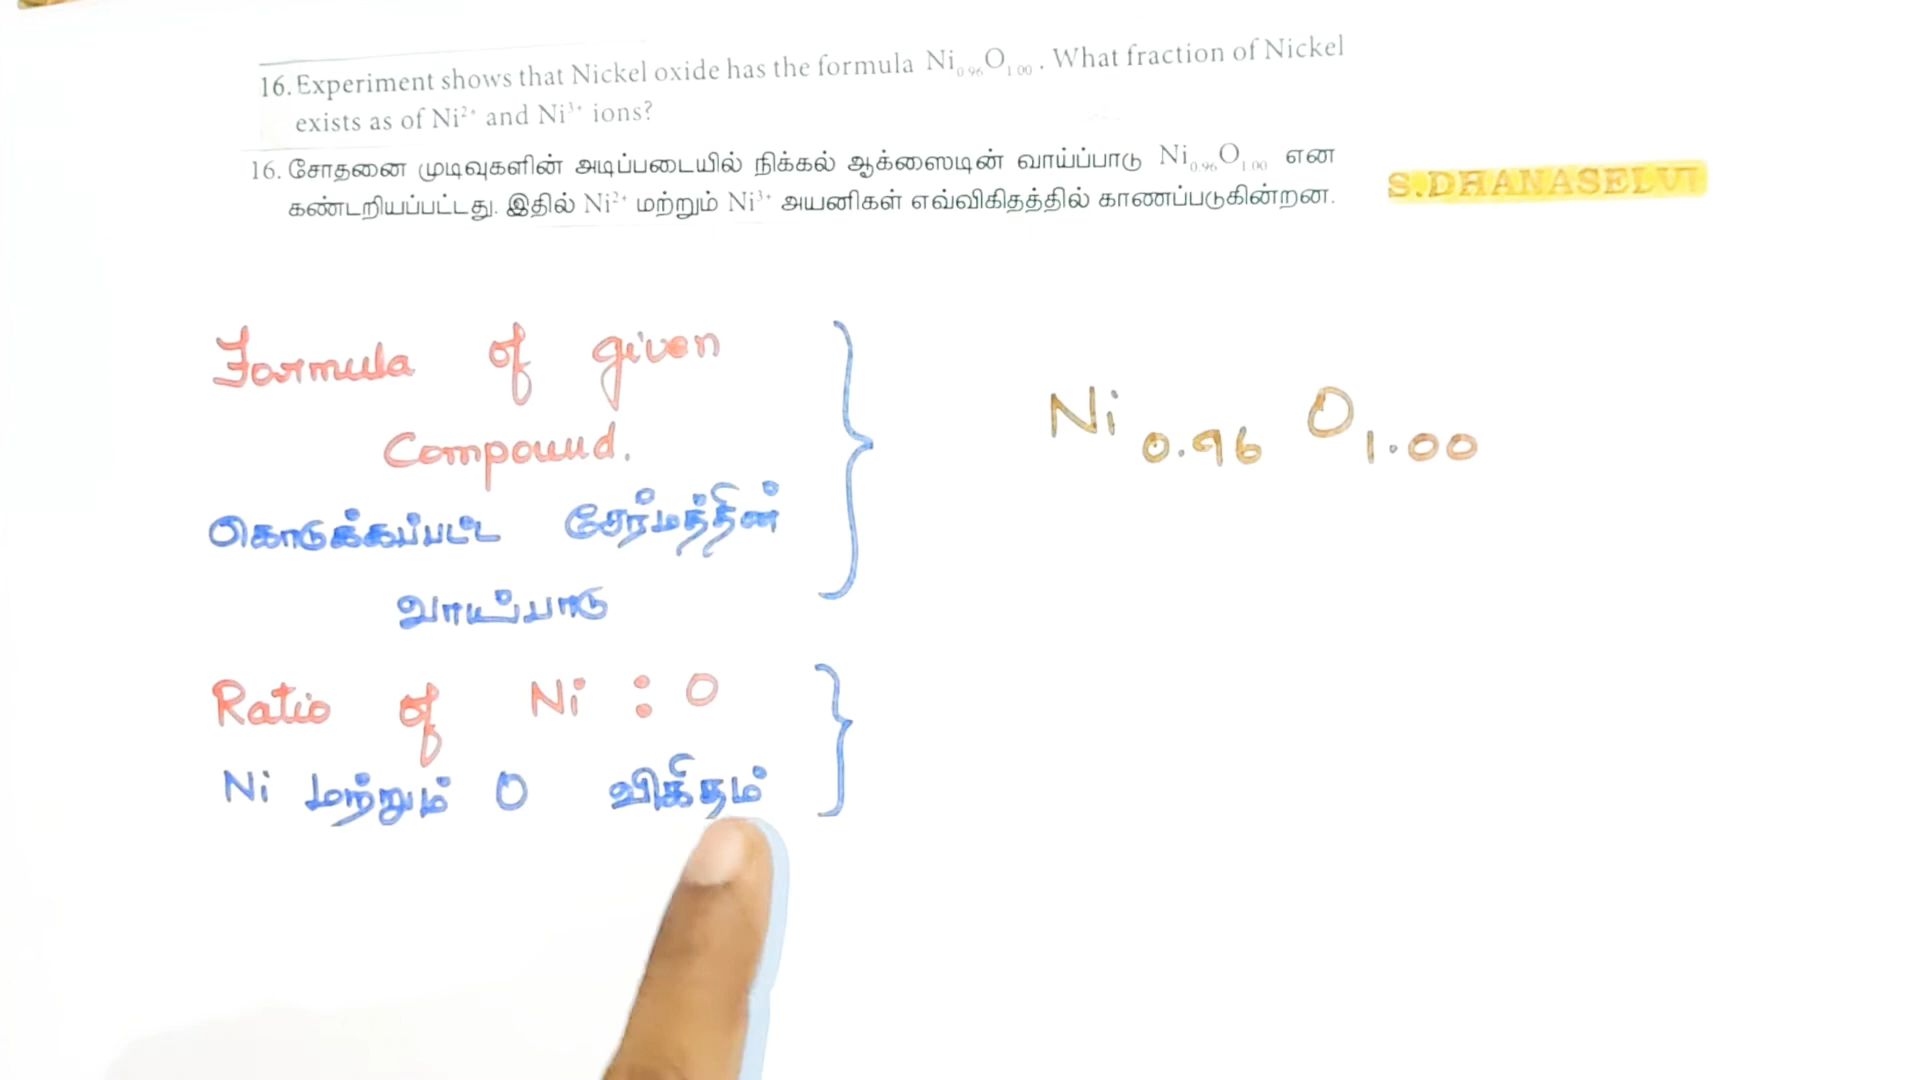 16. Experiment shows that Nickel oxide has the formula Ni₀.₉₆O₁.₀₀. What fraction of Nickel
exists as of Ni²⁺ and Ni³⁺ ions?
16. சோதனை முடிவுகளின் அடிப்படையில் நிக்கல் ஆக்ஸைடின் வாய்ப்பாடு Ni₀.₉₆O₁.₀₀ என
கண்டறியப்பட்டது. இதில் Ni²⁺ மற்றும் Ni³⁺ அயனிகள் எவ்விகிதத்தில் காணப்படுகின்றன.
S.DHANASELVI
Formula of given
Compound.
Ni₀.₉₆ O₁.₀₀
கொடுக்கப்பட்ட சேர்மத்தின்
வாய்ப்பாடு
Ratio of Ni : O
Ni மற்றும் O விகிதம்